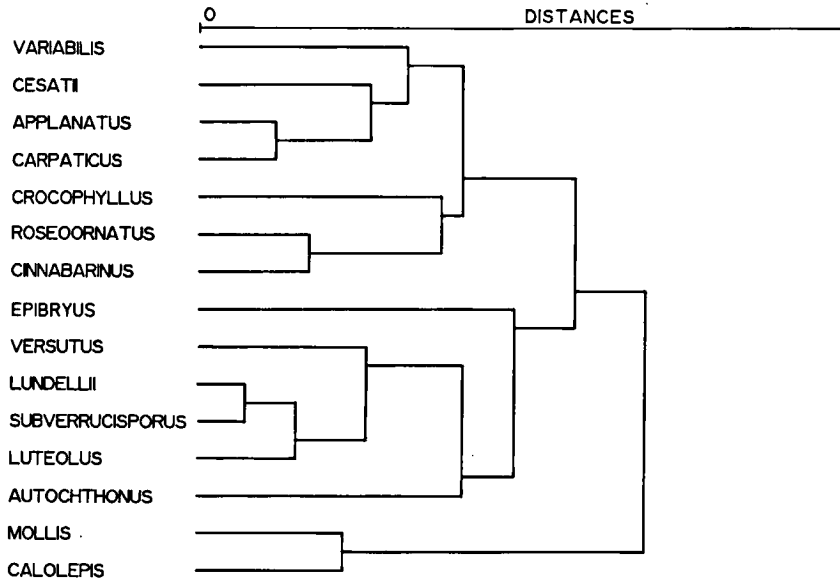 0 DISTANCES
VARIABILIS
CESATII
APPLANATUS
CARPATICUS
CROCOPHYLLUS
ROSEOORNATUS
CINNABARINUS
EPIBRYUS
VERSUTUS
LUNDELLII
SUBVERRUCISPORUS
LUTEOLUS
AUTOCHTHONUS
MOLLIS
CALOLEPIS